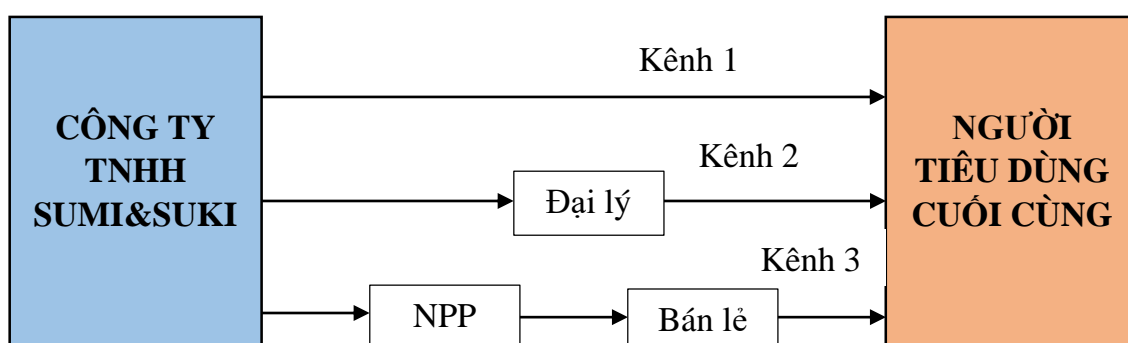 Kênh 1
CÔNG TY
TNHH
SUMI&SUKI
NGƯỜI
TIÊU DÙNG
CUỐI CÙNG
Kênh 2
Đại lý
Kênh 3
NPP
Bán lẻ